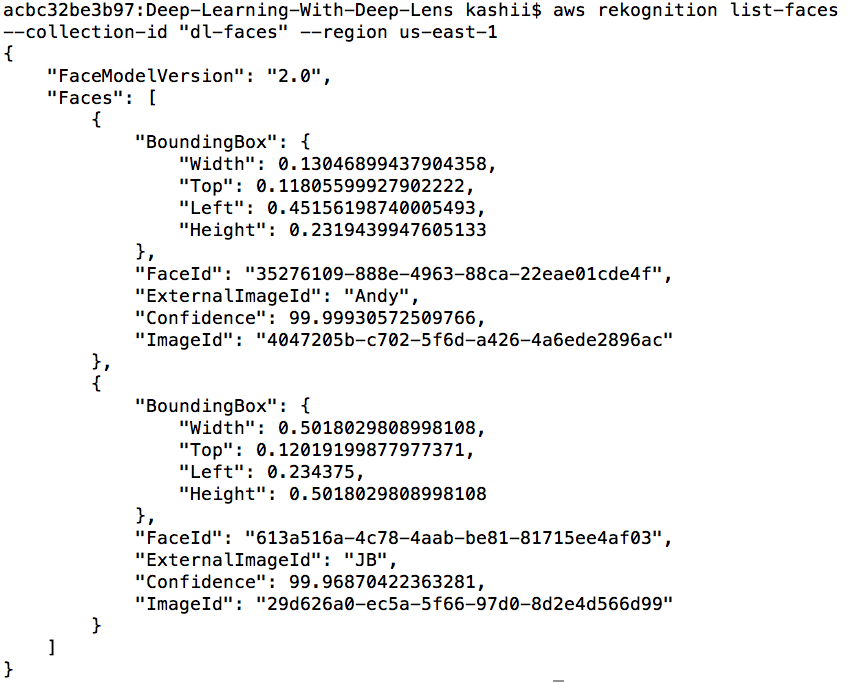 acbc32be3b97:Deep-Learning-With-Deep-Lens kashii$ aws rekognition list-faces
--collection-id "dl-faces" --region us-east-1
{
    "FaceModelVersion": "2.0",
    "Faces": [
        {
            "BoundingBox": {
                "Width": 0.13046899437904358,
                "Top": 0.11805599927902222,
                "Left": 0.45156198740005493,
                "Height": 0.2319439947605133
            },
            "FaceId": "35276109-888e-4963-88ca-22eae01cde4f",
            "ExternalImageId": "Andy",
            "Confidence": 99.99930572509766,
            "ImageId": "4047205b-c702-5f6d-a426-4a6ede2896ac"
        },
        {
            "BoundingBox": {
                "Width": 0.5018029808998108,
                "Top": 0.12019199877977371,
                "Left": 0.234375,
                "Height": 0.5018029808998108
            },
            "FaceId": "613a516a-4c78-4aab-be81-81715ee4af03",
            "ExternalImageId": "JB",
            "Confidence": 99.96870422363281,
            "ImageId": "29d626a0-ec5a-5f66-97d0-8d2e4d566d99"
        }
    ]
}